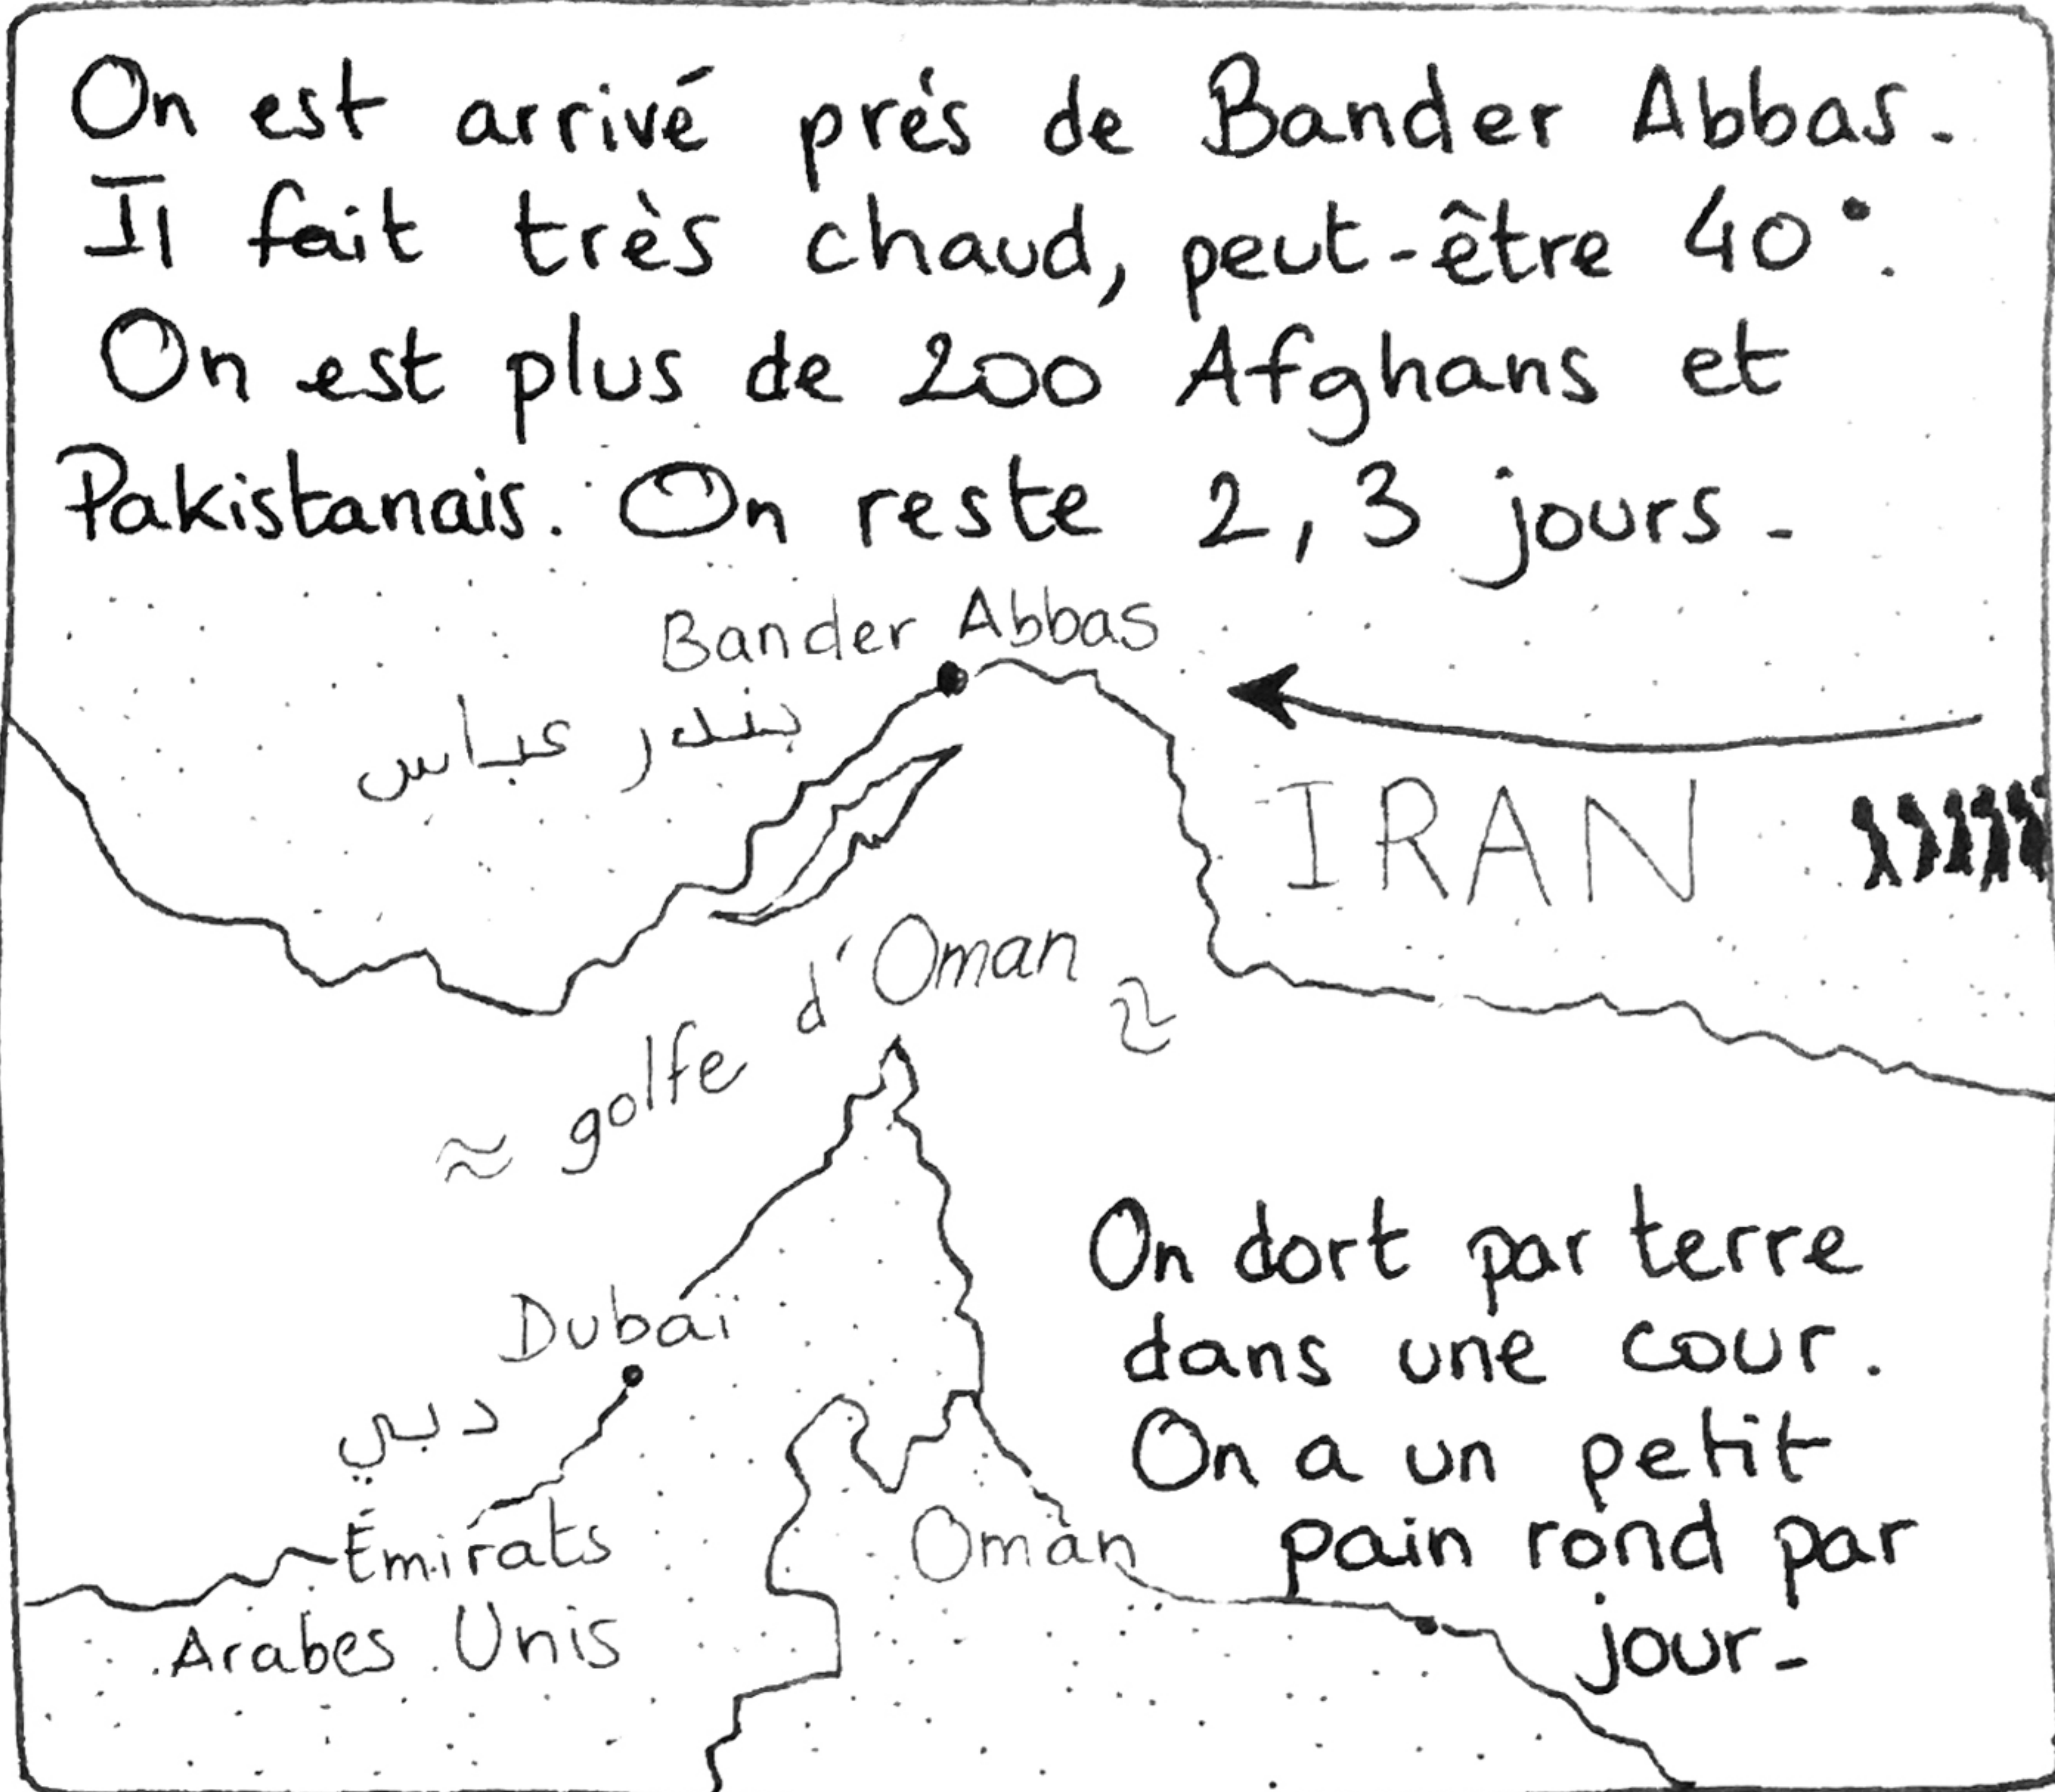 On est arrivé prés de Bander Abbas.
Il fait très chaud, peut-être 40°.
On est plus de 200 Afghans et
Pakistanais. On reste 2, 3 jours.
Bander Abbas
بندر عباس
IRAN
golfe d'Oman
Dubaï
دبي
Émirats
Arabes Unis
Oman
On dort par terre
dans une cour.
On a un petit
pain rond par
jour.